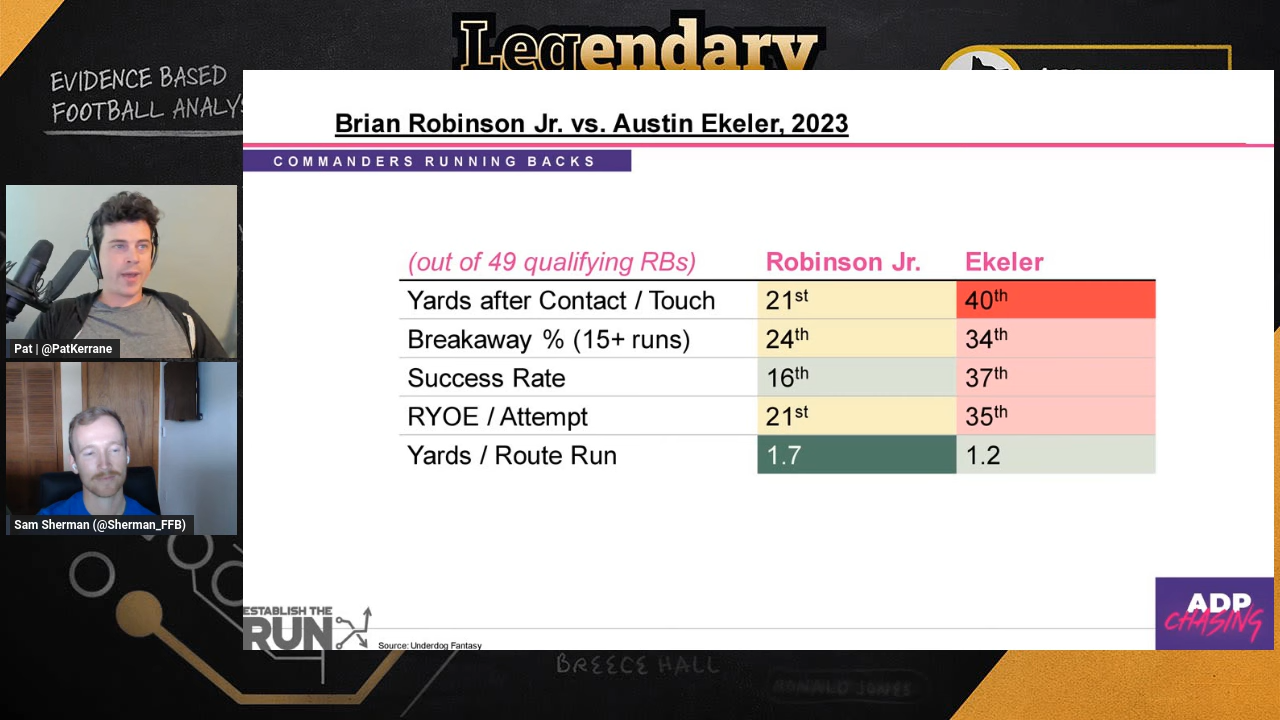 Legendary
EVIDENCE BASED
FOOTBALL ANALYS
Brian Robinson Jr. vs. Austin Ekeler, 2023
COMMANDERS RUNNING BACKS
(out of 49 qualifying RBs) Robinson Jr. Ekeler
Yards after Contact / Touch 21st 40th
Breakaway % (15+ runs) 24th 34th
Success Rate 16th 37th
RYOE / Attempt 21st 35th
Yards / Route Run 1.7 1.2
Pat | @PatKerrane
Sam Sherman (@Sherman_FFB)
ESTABLISH THE
RUN
Source: Underdog Fantasy
ADP
CHASING
BREECE HALL
RONALD JONES